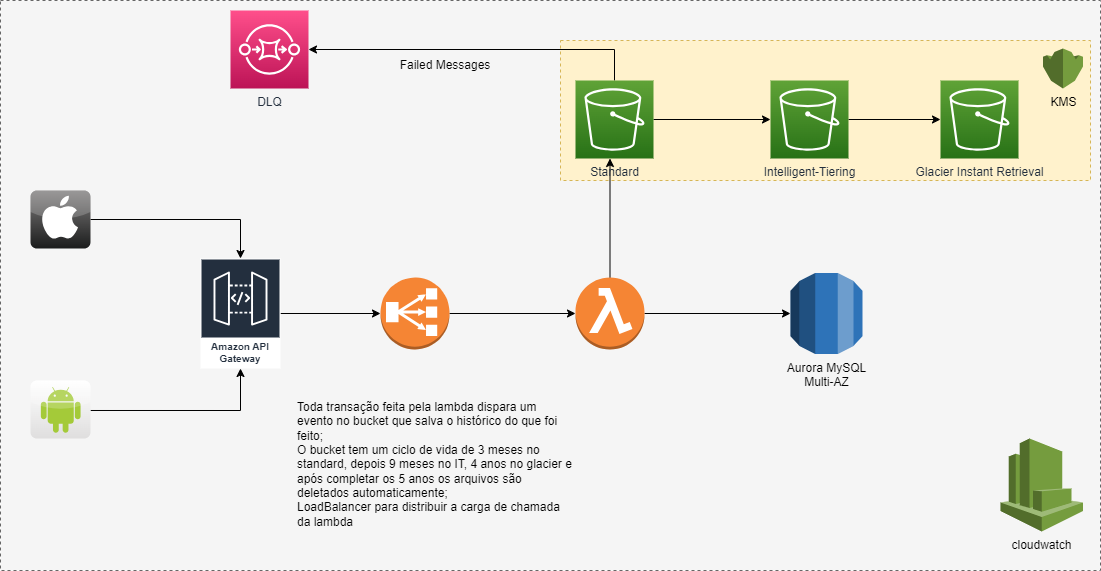 Failed Messages
KMS
DLQ
Standard
Intelligent-Tiering
Glacier Instant Retrieval
</>
Amazon API
Gateway
Aurora MySQL
Multi-AZ
Toda transação feita pela lambda dispara um
evento no bucket que salva o histórico do que foi
feito;
O bucket tem um ciclo de vida de 3 meses no
standard, depois 9 meses no IT, 4 anos no glacier e
após completar os 5 anos os arquivos são
deletados automaticamente;
LoadBalancer para distribuir a carga de chamada
da lambda
cloudwatch